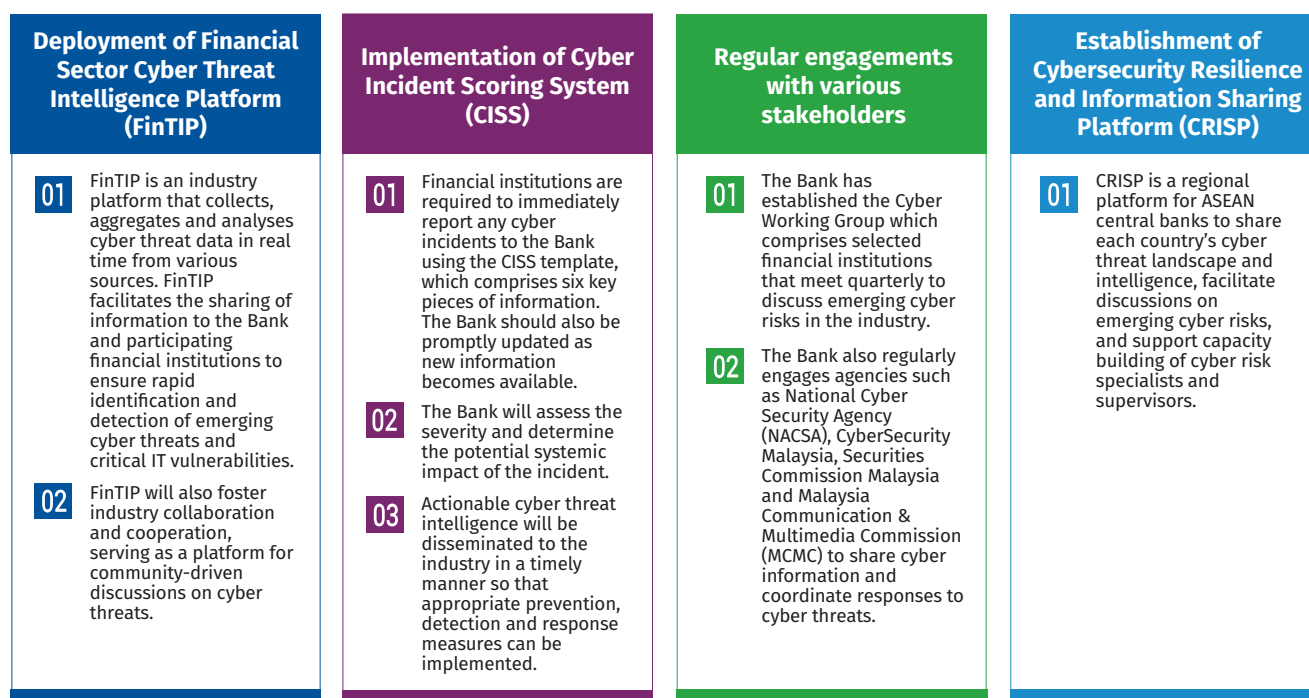 Deployment of Financial
Sector Cyber Threat
Intelligence Platform
(FinTIP)
01
FinTIP is an industry
platform that collects,
aggregates and analyses
cyber threat data in real
time from various
sources. FinTIP
facilitates the sharing of
information to the Bank
and participating
financial institutions to
ensure rapid
identification and
detection of emerging
cyber threats and
critical IT vulnerabilities.
02
FinTIP will also foster
industry collaboration
and cooperation,
serving as a platform for
community-driven
discussions on cyber
threats.
Implementation of Cyber
Incident Scoring System
(CISS)
01
Financial institutions are
required to immediately
report any cyber
incidents to the Bank
using the CISS template,
which comprises six key
pieces of information.
The Bank should also be
promptly updated as
new information
becomes available.
02
The Bank will assess the
severity and determine
the potential systemic
impact of the incident.
03
Actionable cyber threat
intelligence will be
disseminated to the
industry in a timely
manner so that
appropriate prevention,
detection and response
measures can be
implemented.
Regular engagements
with various
stakeholders
01
The Bank has
established the Cyber
Working Group which
comprises selected
financial institutions
that meet quarterly to
discuss emerging cyber
risks in the industry.
02
The Bank also regularly
engages agencies such
as National Cyber
Security Agency
(NACSA), CyberSecurity
Malaysia, Securities
Commission Malaysia
and Malaysia
Communication &
Multimedia Commission
(MCMC) to share cyber
information and
coordinate responses to
cyber threats.
Establishment of
Cybersecurity Resilience
and Information Sharing
Platform (CRISP)
01
CRISP is a regional
platform for ASEAN
central banks to share
each country's cyber
threat landscape and
intelligence, facilitate
discussions on
emerging cyber risks,
and support capacity
building of cyber risk
specialists and
supervisors.